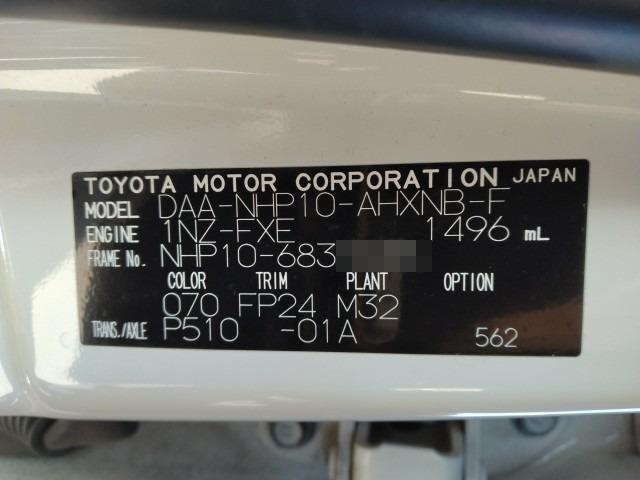 TOYOTA MOTOR CORPORATION JAPAN
MODEL DAA-NHP10-AHXNB-F
ENGINE 1NZ-FXE 1496 mL
FRAME No. NHP10-683
COLOR TRIM PLANT OPTION
070 FP24 M32
TRANS./AXLE P510 -01A 562